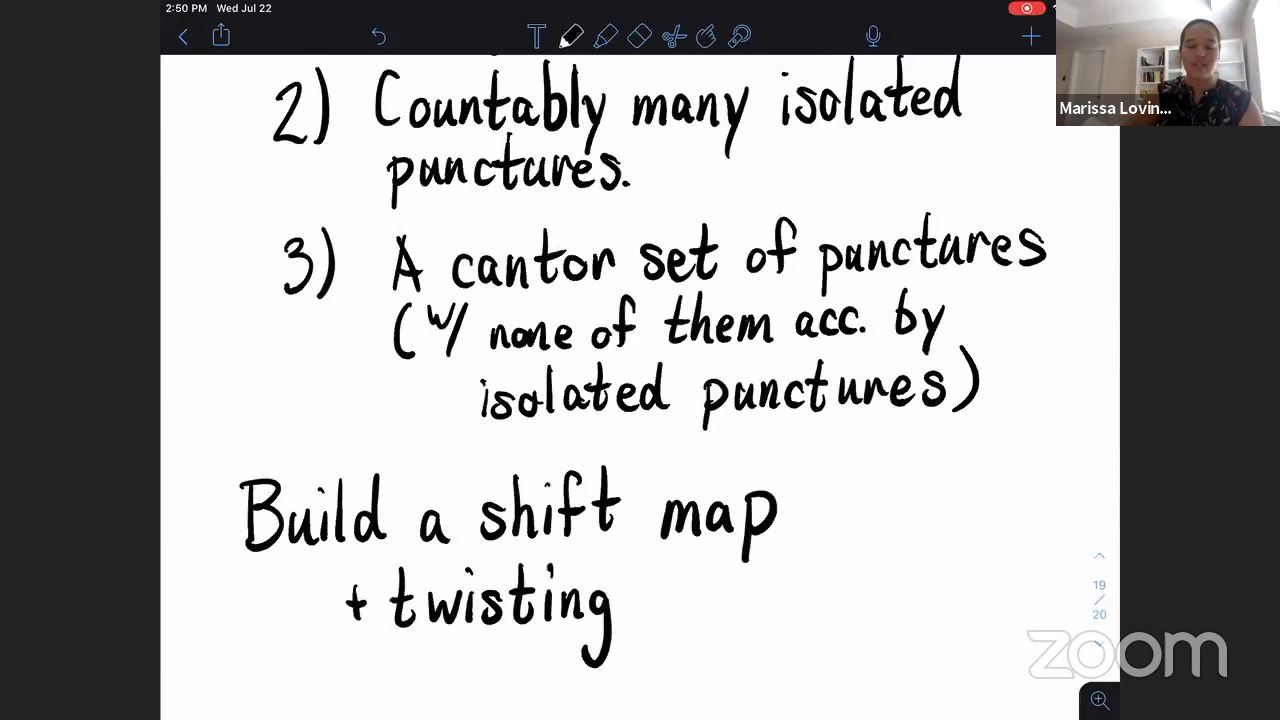 2:50 PM Wed Jul 22
2) Countably many isolated
punctures.
Marissa Lovin...
3) A cantor set of punctures
(w/ none of them acc. by
isolated punctures)
Build a shift map
+ twisting
19
/
20
zoom